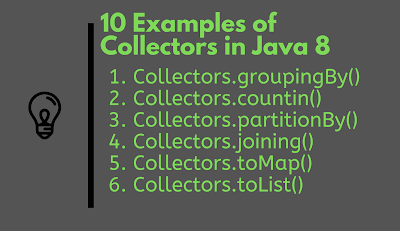 10 Examples of
Collectors in Java 8
1. Collectors.groupingBy()
2. Collectors.countin()
3. Collectors.partitionBy()
4. Collectors.joining()
5. Collectors.toMap()
6. Collectors.toList()